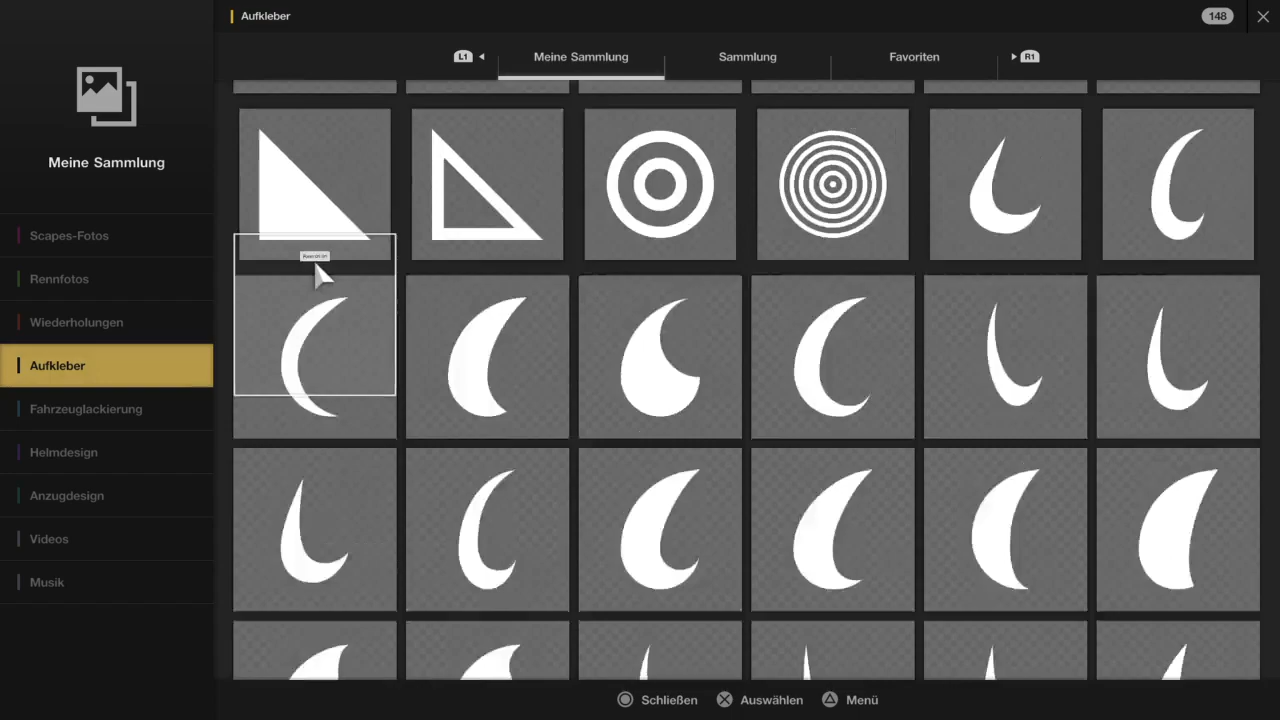 Aufkleber
148
L1
Meine Sammlung
Sammlung
Favoriten
R1
Meine Sammlung
Scapes-Fotos
Rennfotos
Wiederholungen
Aufkleber
Fahrzeuglackierung
Helmdesign
Anzugdesign
Videos
Musik
Schließen
Auswählen
Menü